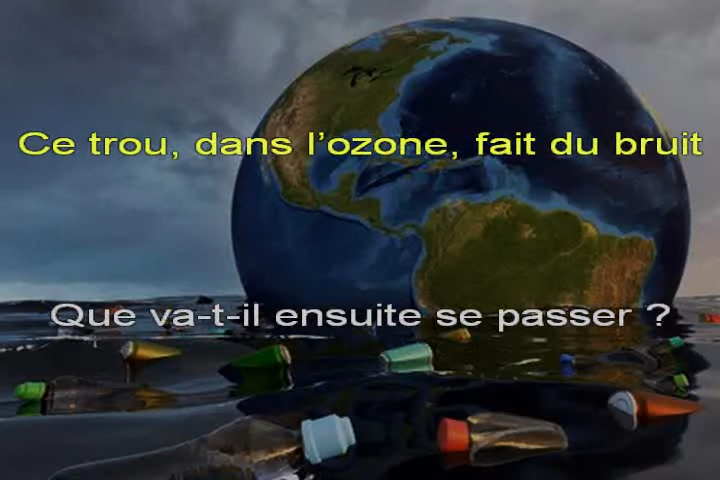 Ce trou, dans l'ozone, fait du bruit
Que va-t-il ensuite se passer ?